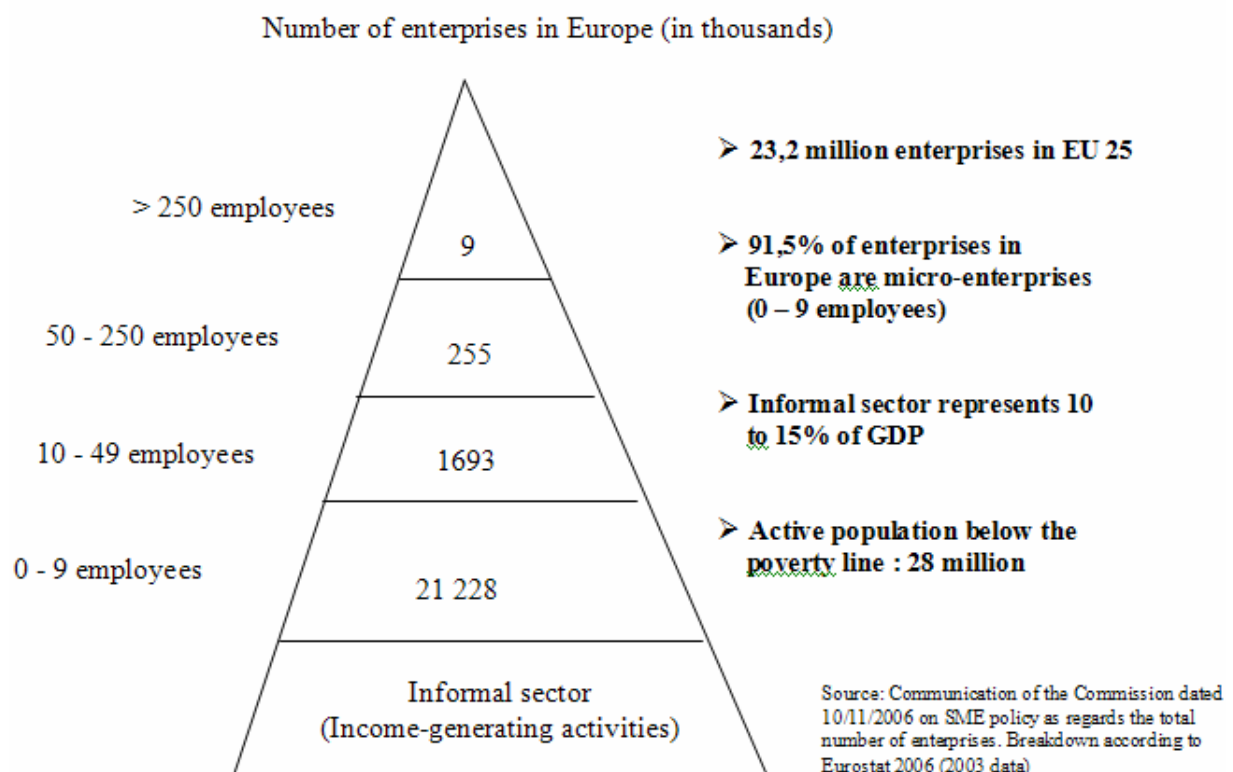 Number of enterprises in Europe (in thousands)
> 250 employees
9
50 - 250 employees
255
10 - 49 employees
1693
0 - 9 employees
21 228
Informal sector
(Income-generating activities)
➢ 23,2 million enterprises in EU 25
➢ 91,5% of enterprises in
Europe are micro-enterprises
(0 – 9 employees)
➢ Informal sector represents 10
to 15% of GDP
➢ Active population below the
poverty line : 28 million
Source: Communication of the Commission dated
10/11/2006 on SME policy as regards the total
number of enterprises. Breakdown according to
Eurostat 2006 (2003 data)